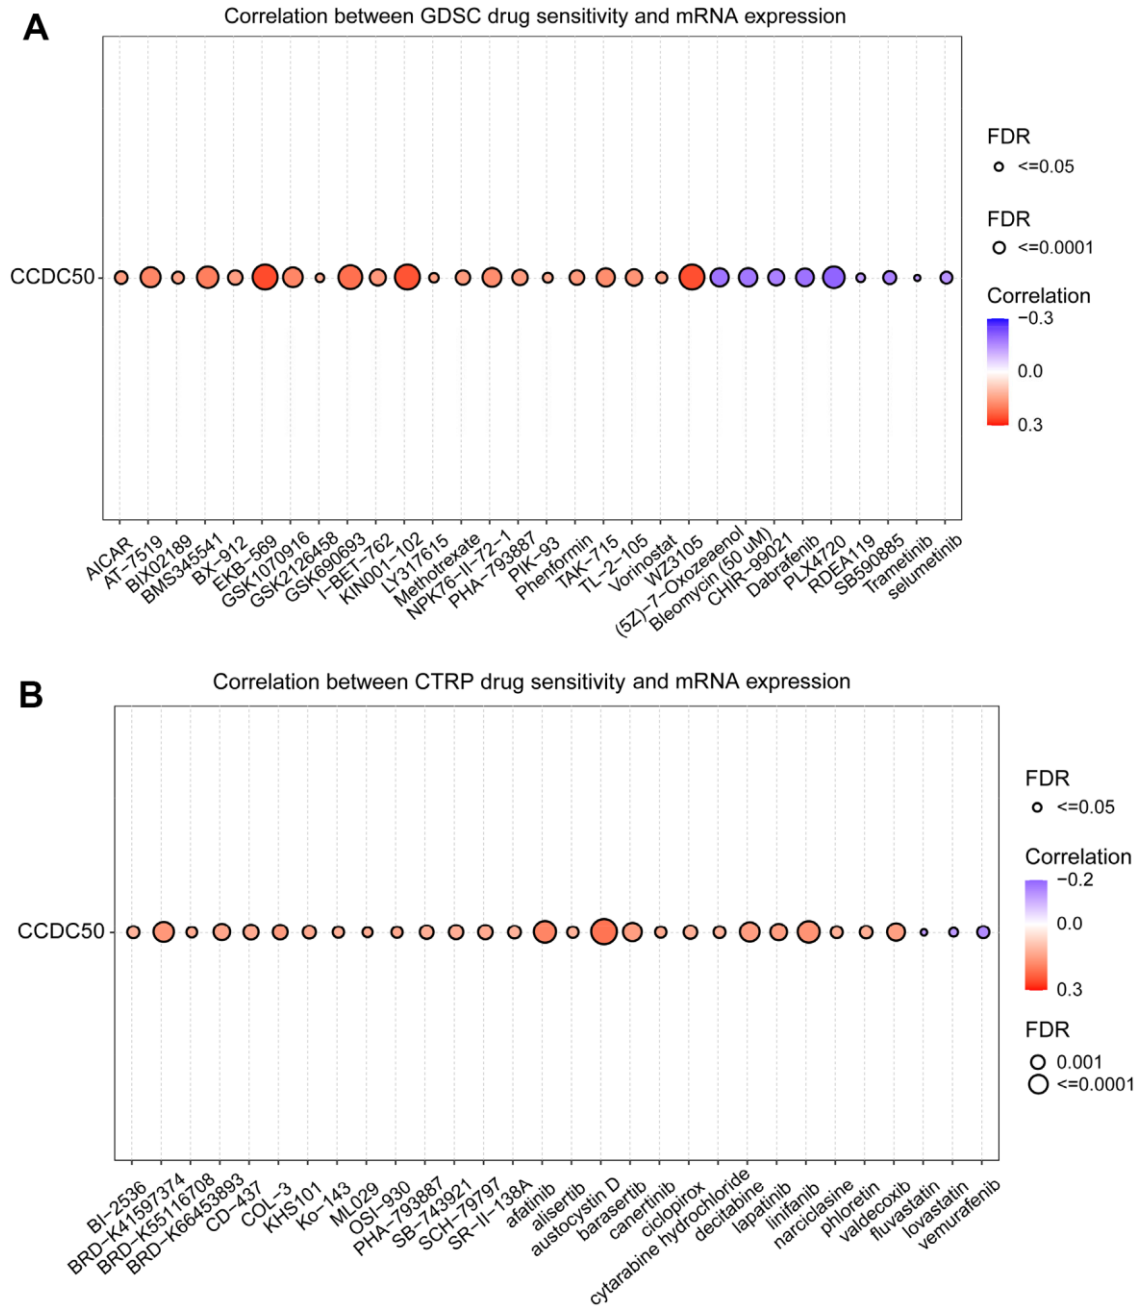 A
Correlation between GDSC drug sensitivity and mRNA expression
CCDC50
FDR
<=0.05
FDR
<=0.0001
Correlation
−0.3
0.0
0.3
AICAR
AT−7519
BIX02189
BMS345541
BX−912
EKB−569
GSK1070916
GSK2126458
GSK690693
I−BET−762
KIN001−102
LY317615
Methotrexate
NPK76−II−72−1
PHA−793887
PIK−93
Phenformin
TAK−715
TL−2−105
Vorinostat
WZ3105
(5Z)−7−Oxozeaenol
Bleomycin (50 uM)
CHIR−99021
Dabrafenib
PLX4720
RDEA119
SB590885
Trametinib
selumetinib
B
Correlation between CTRP drug sensitivity and mRNA expression
CCDC50
FDR
<=0.05
Correlation
−0.2
0.0
0.3
FDR
0.001
<=0.0001
BI−2536
BRD−K41597374
BRD−K55116708
BRD−K66453893
CD−437
COL−3
KHS101
Ko−143
ML029
OSI−930
PHA−793887
SB−743921
SCH−79797
SR−II−138A
afatinib
alisertib
austocystin D
barasertib
canertinib
ciclopirox
cytarabine hydrochloride
decitabine
lapatinib
linifanib
narciclasine
phloretin
valdecoxib
fluvastatin
lovastatin
vemurafenib